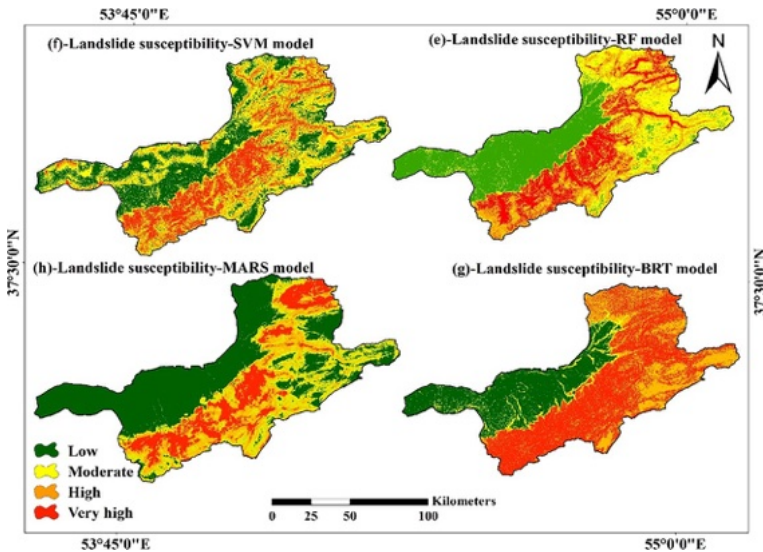 53°45'0"E 55°0'0"E
(f)-Landslide susceptibility-SVM model
(e)-Landslide susceptibility-RF model
N
37°30'0"N
37°30'0"N
(h)-Landslide susceptibility-MARS model
(g)-Landslide susceptibility-BRT model
Low
Moderate
High
Very high
Kilometers
0 25 50 100
53°45'0"E 55°0'0"E